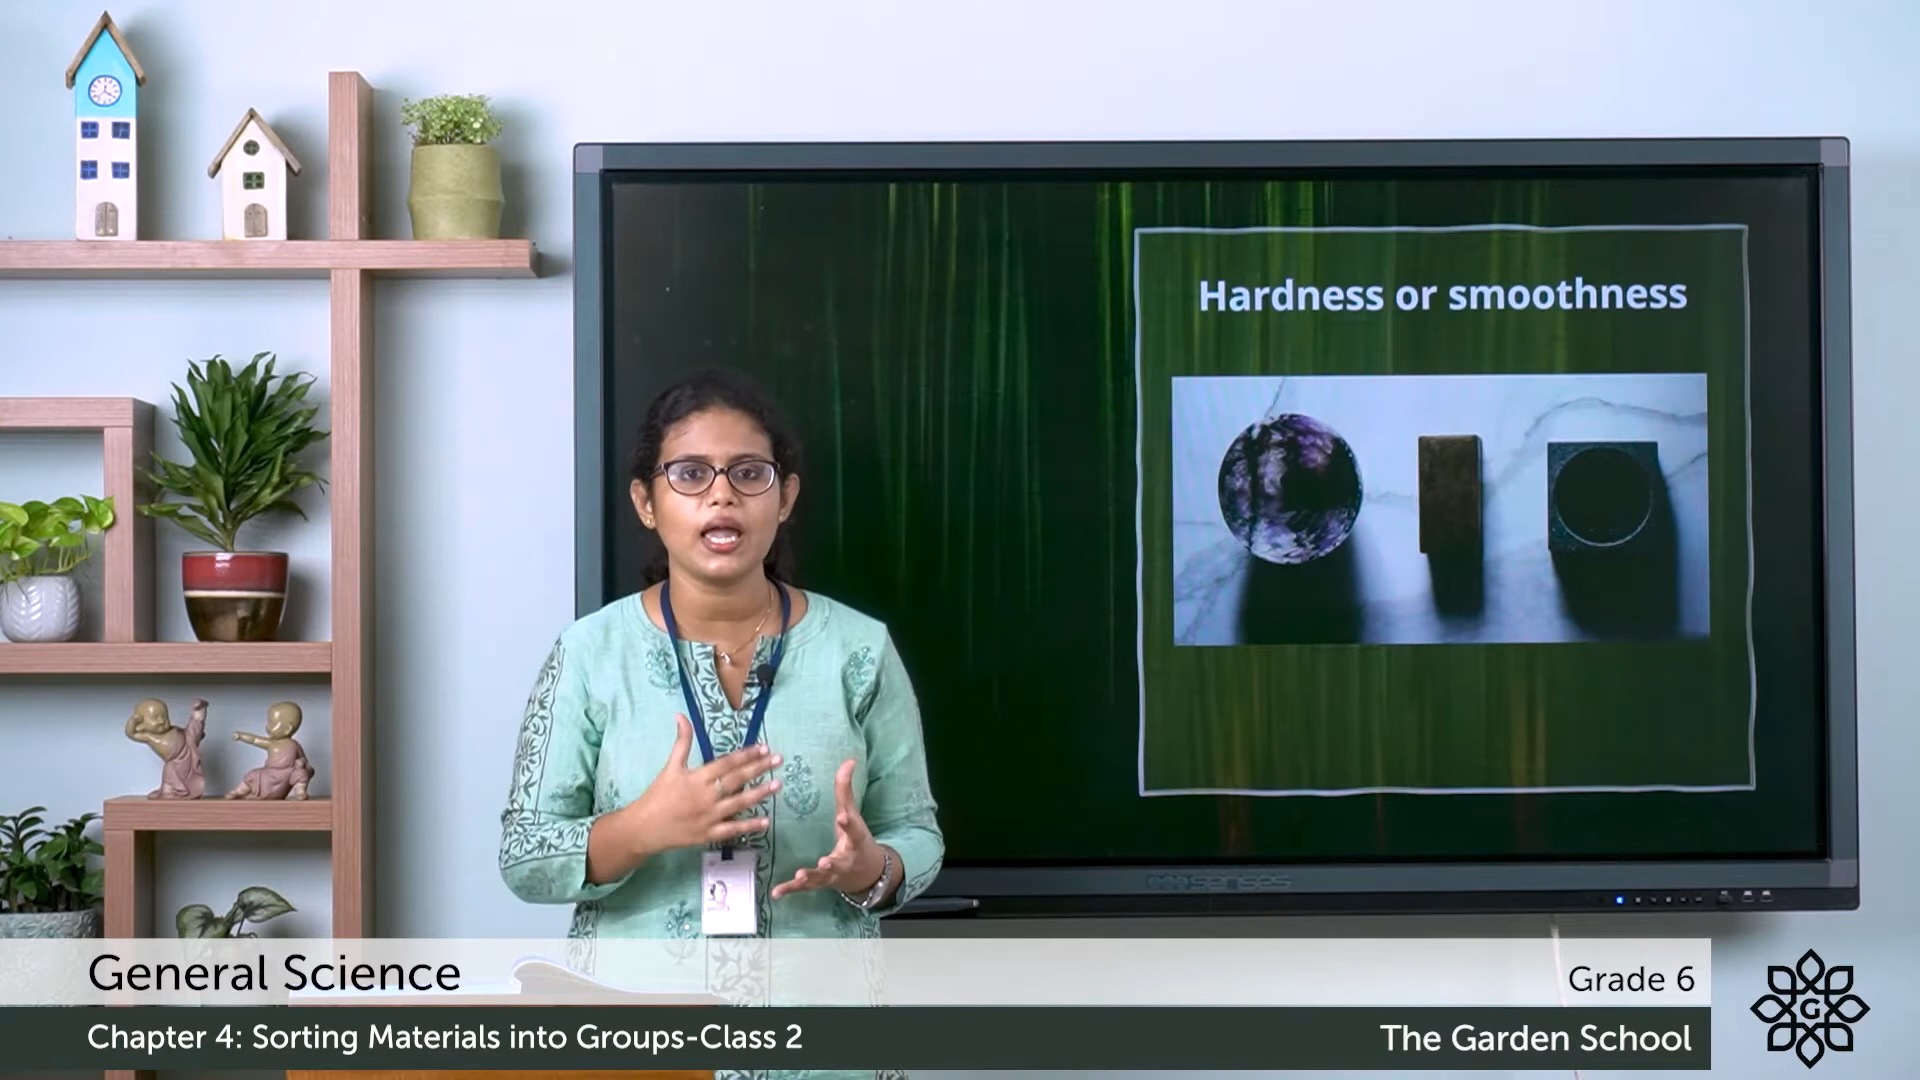 Hardness or smoothness
General Science
Grade 6
Chapter 4: Sorting Materials into Groups-Class 2
The Garden School
G